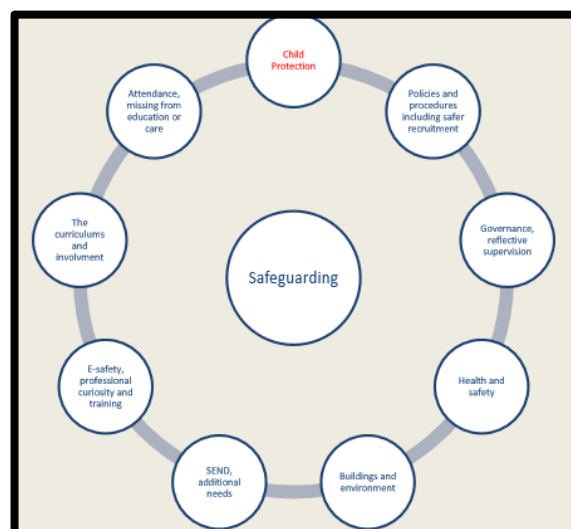 Child
Protection
Policies and
procedures
including safer
recruitment
Governance,
reflective
supervision
Health and
safety
Buildings and
environment
SEND,
additional
needs
E-safety,
professional
curiosity and
training
The
curriculums
and
involvment
Attendance,
missing from
education or
care
Safeguarding